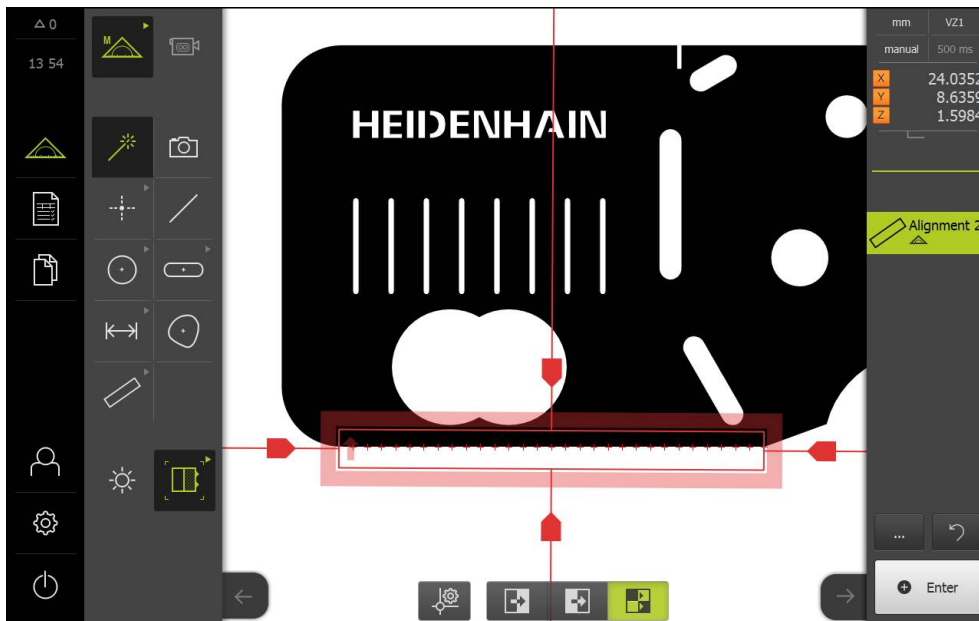 0
13 54
M
HEIDENHAIN
mm VZ1
manual 500 ms
X 24.0352
Y 8.6359
Z 1.5984
Alignment 2
...
Enter